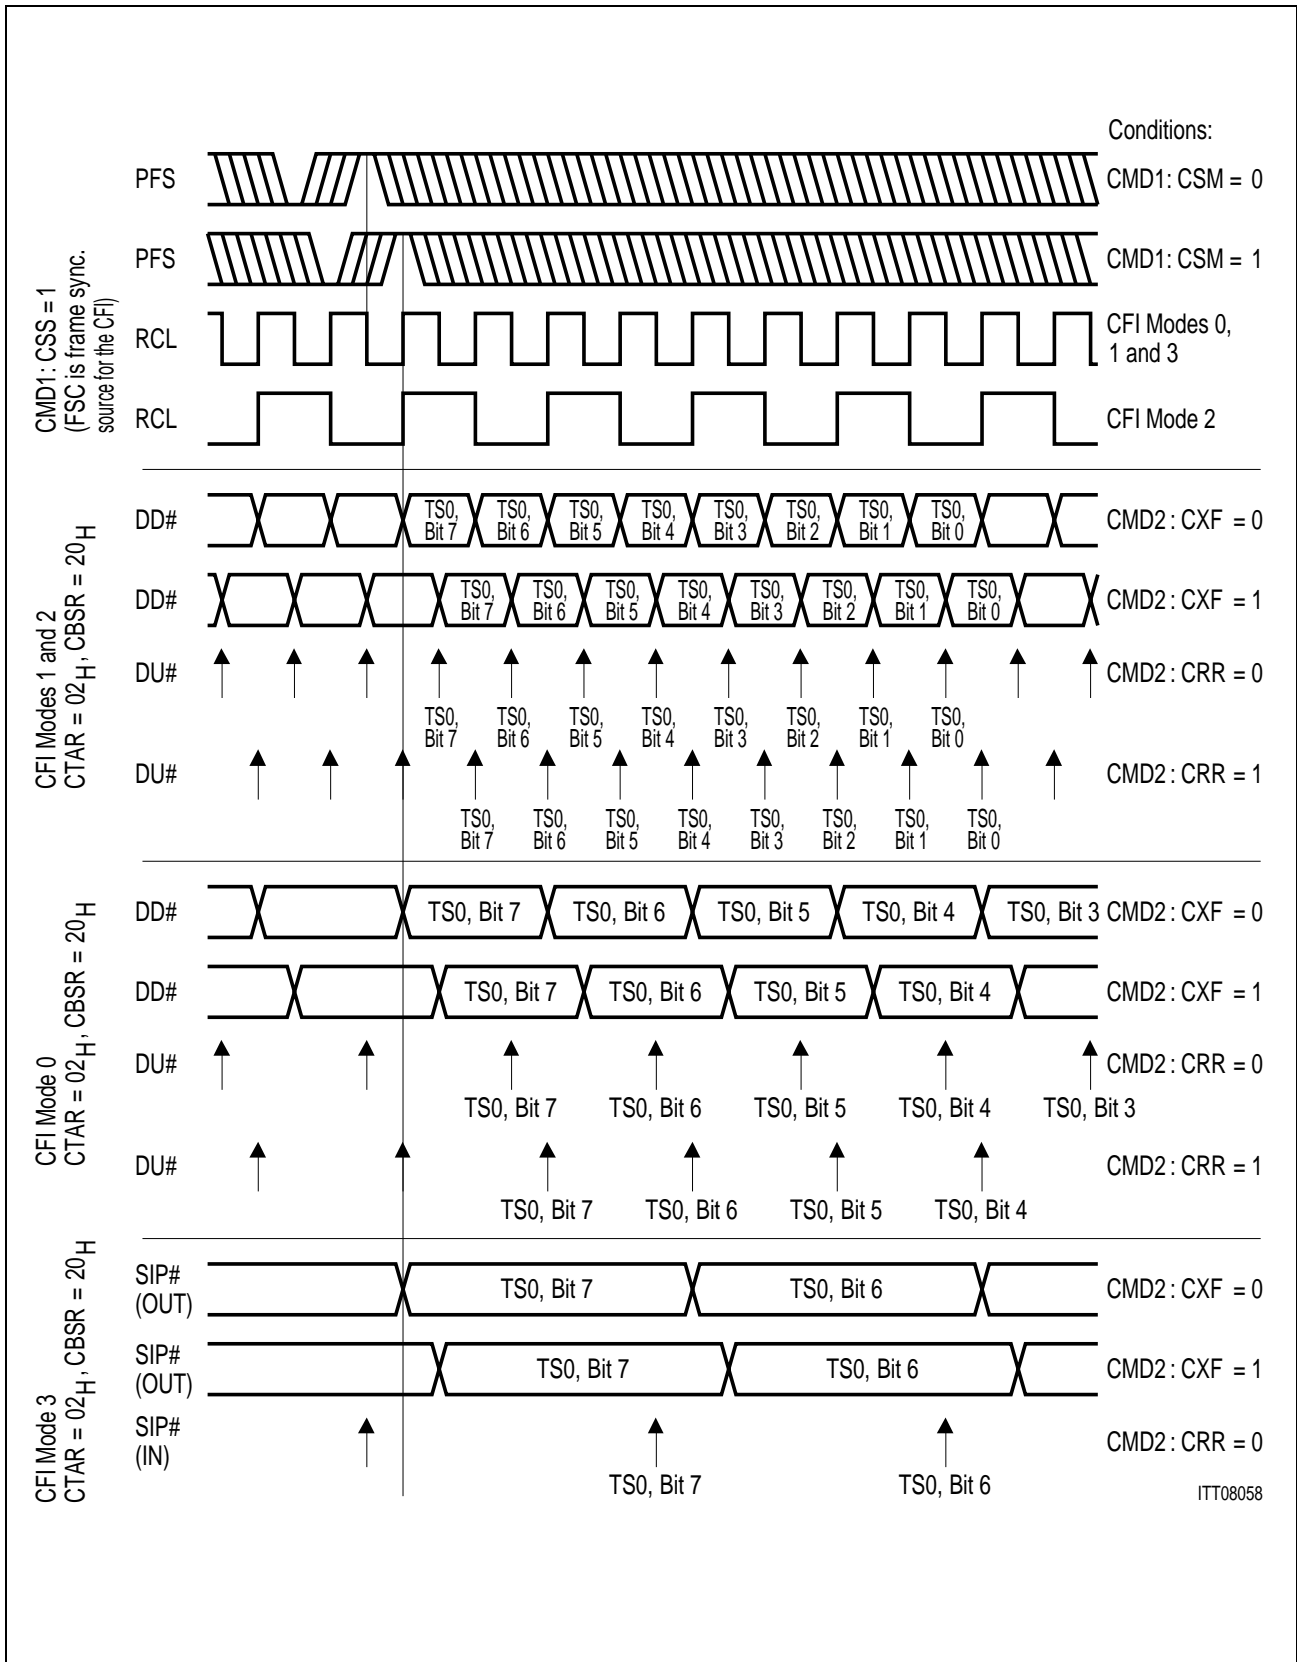 Conditions:
PFS
CMD1: CSM = 0
PFS
CMD1: CSM = 1
CMD1: CSS = 1
(FSC is frame sync.
source for the CFI)
RCL
CFI Modes 0,
1 and 3
RCL
CFI Mode 2
CFI Modes 1 and 2
CTAR = 02H, CBSR = 20H
DD#
TS0, Bit 7 TS0, Bit 6 TS0, Bit 5 TS0, Bit 4 TS0, Bit 3 TS0, Bit 2 TS0, Bit 1 TS0, Bit 0
CMD2 : CXF = 0
DD#
TS0, Bit 7 TS0, Bit 6 TS0, Bit 5 TS0, Bit 4 TS0, Bit 3 TS0, Bit 2 TS0, Bit 1 TS0, Bit 0
CMD2 : CXF = 1
DU#
CMD2 : CRR = 0
TS0, Bit 7 TS0, Bit 6 TS0, Bit 5 TS0, Bit 4 TS0, Bit 3 TS0, Bit 2 TS0, Bit 1 TS0, Bit 0
DU#
CMD2 : CRR = 1
TS0, Bit 7 TS0, Bit 6 TS0, Bit 5 TS0, Bit 4 TS0, Bit 3 TS0, Bit 2 TS0, Bit 1 TS0, Bit 0
CFI Mode 0
CTAR = 02H, CBSR = 20H
DD#
TS0, Bit 7 TS0, Bit 6 TS0, Bit 5 TS0, Bit 4 TS0, Bit 3
CMD2 : CXF = 0
DD#
TS0, Bit 7 TS0, Bit 6 TS0, Bit 5 TS0, Bit 4
CMD2 : CXF = 1
DU#
CMD2 : CRR = 0
TS0, Bit 7 TS0, Bit 6 TS0, Bit 5 TS0, Bit 4 TS0, Bit 3
DU#
CMD2 : CRR = 1
TS0, Bit 7 TS0, Bit 6 TS0, Bit 5 TS0, Bit 4
CFI Mode 3
CTAR = 02H, CBSR = 20H
SIP#
(OUT)
TS0, Bit 7 TS0, Bit 6
CMD2 : CXF = 0
SIP#
(OUT)
TS0, Bit 7 TS0, Bit 6
CMD2 : CXF = 1
SIP#
(IN)
CMD2 : CRR = 0
TS0, Bit 7 TS0, Bit 6
ITT08058